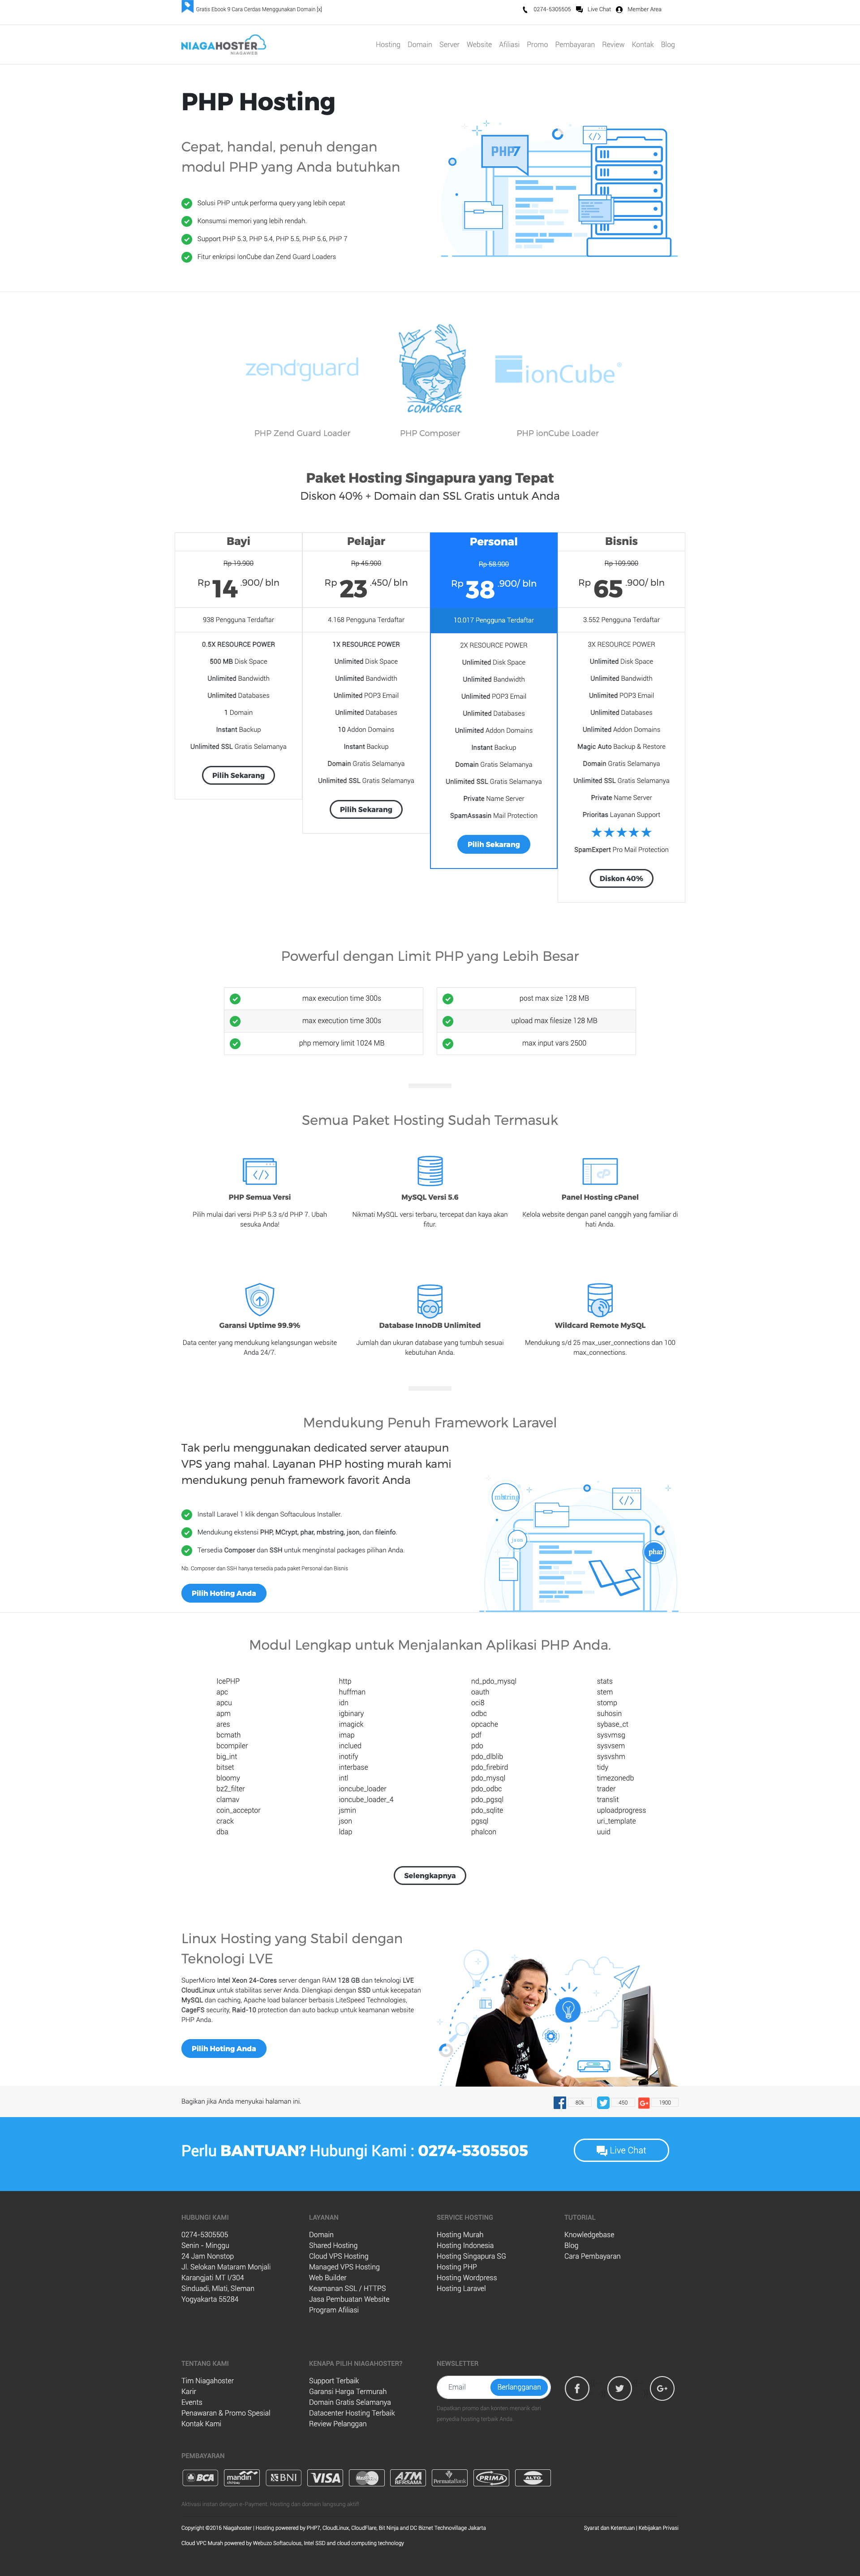 Gratis Ebook 9 Cara Cerdas Menggunakan Domain [x]
0274-5305505 Live Chat Member Area
NIAGAHOSTER
NIAGAWEB
Hosting Domain Server Website Afiliasi Promo Pembayaran Review Kontak Blog
PHP Hosting
Cepat, handal, penuh dengan
modul PHP yang Anda butuhkan
Solusi PHP untuk performa query yang lebih cepat
Konsumsi memori yang lebih rendah.
Support PHP 5.3, PHP 5.4, PHP 5.5, PHP 5.6, PHP 7
Fitur enkripsi IonCube dan Zend Guard Loaders
PHP7
zend guard
COMPOSER
ionCube®
PHP Zend Guard Loader
PHP Composer
PHP ionCube Loader
Paket Hosting Singapura yang Tepat
Diskon 40% + Domain dan SSL Gratis untuk Anda
Bayi
Rp 19.900
Rp 14 .900/ bln
938 Pengguna Terdaftar
0.5X RESOURCE POWER
500 MB Disk Space
Unlimited Bandwidth
Unlimited Databases
1 Domain
Instant Backup
Unlimited SSL Gratis Selamanya
Pilih Sekarang
Pelajar
Rp 45.900
Rp 23 .450/ bln
4.168 Pengguna Terdaftar
1X RESOURCE POWER
Unlimited Disk Space
Unlimited Bandwidth
Unlimited POP3 Email
Unlimited Databases
10 Addon Domains
Instant Backup
Domain Gratis Selamanya
Unlimited SSL Gratis Selamanya
Pilih Sekarang
Personal
Rp 58.900
Rp 38 .900/ bln
10.017 Pengguna Terdaftar
2X RESOURCE POWER
Unlimited Disk Space
Unlimited Bandwidth
Unlimited POP3 Email
Unlimited Databases
Unlimited Addon Domains
Instant Backup
Domain Gratis Selamanya
Unlimited SSL Gratis Selamanya
Private Name Server
SpamAssasin Mail Protection
Pilih Sekarang
Bisnis
Rp 109.900
Rp 65 .900/ bln
3.552 Pengguna Terdaftar
3X RESOURCE POWER
Unlimited Disk Space
Unlimited Bandwidth
Unlimited POP3 Email
Unlimited Databases
Unlimited Addon Domains
Magic Auto Backup & Restore
Domain Gratis Selamanya
Unlimited SSL Gratis Selamanya
Private Name Server
Prioritas Layanan Support
SpamExpert Pro Mail Protection
Diskon 40%
Powerful dengan Limit PHP yang Lebih Besar
max execution time 300s
max execution time 300s
php memory limit 1024 MB
post max size 128 MB
upload max filesize 128 MB
max input vars 2500
Semua Paket Hosting Sudah Termasuk
PHP Semua Versi
Pilih mulai dari versi PHP 5.3 s/d PHP 7. Ubah
sesuka Anda!
MySQL Versi 5.6
Nikmati MySQL versi terbaru, tercepat dan kaya akan
fitur.
Panel Hosting cPanel
Kelola website dengan panel canggih yang familiar di
hati Anda.
Garansi Uptime 99.9%
Data center yang mendukung kelangsungan website
Anda 24/7.
Database InnoDB Unlimited
Jumlah dan ukuran database yang tumbuh sesuai
kebutuhan Anda.
Wildcard Remote MySQL
Mendukung s/d 25 max_user_connections dan 100
max_connections.
Mendukung Penuh Framework Laravel
Tak perlu menggunakan dedicated server ataupun
VPS yang mahal. Layanan PHP hosting murah kami
mendukung penuh framework favorit Anda
Install Laravel 1 klik dengan Softaculous Installer.
Mendukung ekstensi PHP, MCrypt, phar, mbstring, json, dan fileinfo.
Tersedia Composer dan SSH untuk menginstal packages pilihan Anda.
Nb. Composer dan SSH hanya tersedia pada paket Personal dan Bisnis
Pilih Hoting Anda
mbstring
json
phar
Modul Lengkap untuk Menjalankan Aplikasi PHP Anda.
IcePHP
apc
apcu
apm
ares
bcmath
bcompiler
big_int
bitset
bloomy
bz2_filter
clamav
coin_acceptor
crack
dba
http
huffman
idn
igbinary
imagick
imap
inclued
inotify
interbase
intl
ioncube_loader
ioncube_loader_4
jsmin
json
ldap
nd_pdo_mysql
oauth
oci8
odbc
opcache
pdf
pdo
pdo_dblib
pdo_firebird
pdo_mysql
pdo_odbc
pdo_pgsql
pdo_sqlite
pgsql
phalcon
stats
stem
stomp
suhosin
sybase_ct
sysvmsg
sysvsem
sysvshm
tidy
timezonedb
trader
translit
uploadprogress
uri_template
uuid
Selengkapnya
Linux Hosting yang Stabil dengan
Teknologi LVE
SuperMicro Intel Xeon 24-Cores server dengan RAM 128 GB dan teknologi LVE
CloudLinux untuk stabilitas server Anda. Dilengkapi dengan SSD untuk kecepatan
MySQL dan caching, Apache load balancer berbasis LiteSpeed Technologies,
CageFS security, Raid-10 protection dan auto backup untuk keamanan website
PHP Anda.
Pilih Hoting Anda
Bagikan jika Anda menyukai halaman ini.
80k 450 G+ 1900
Perlu BANTUAN? Hubungi Kami : 0274-5305505
Live Chat
HUBUNGI KAMI
0274-5305505
Senin - Minggu
24 Jam Nonstop
Jl. Selokan Mataram Monjali
Karangjati MT I/304
Sinduadi, Mlati, Sleman
Yogyakarta 55284
LAYANAN
Domain
Shared Hosting
Cloud VPS Hosting
Managed VPS Hosting
Web Builder
Keamanan SSL / HTTPS
Jasa Pembuatan Website
Program Afiliasi
SERVICE HOSTING
Hosting Murah
Hosting Indonesia
Hosting Singapura SG
Hosting PHP
Hosting Wordpress
Hosting Laravel
TUTORIAL
Knowledgebase
Blog
Cara Pembayaran
TENTANG KAMI
Tim Niagahoster
Karir
Events
Penawaran & Promo Spesial
Kontak Kami
KENAPA PILIH NIAGAHOSTER?
Support Terbaik
Garansi Harga Termurah
Domain Gratis Selamanya
Datacenter Hosting Terbaik
Review Pelanggan
NEWSLETTER
Email Berlangganan
Dapatkan promo dan konten menarik dari
penyedia hosting terbaik Anda.
G+
PEMBAYARAN
BCA mandiri BNI VISA MasterCard ATM BERSAMA PermataBank PRIMA ALTO
Aktivasi instan dengan e-Payment. Hosting dan domain langsung aktif!
Copyright ©2016 Niagahoster | Hosting poweered by PHP7, CloudLinux, CloudFlare, Bit Ninja and DC Biznet Technovillage Jakarta
Syarat dan Ketentuan | Kebijakan Privasi
Cloud VPC Murah powered by Webuzo Softaculous, Intel SSD and cloud computing technology